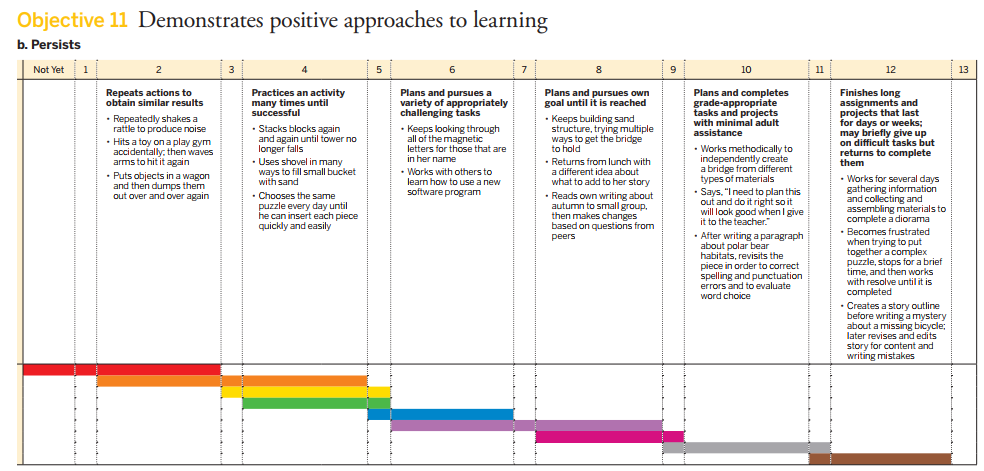 Objective 11 Demonstrates positive approaches to learning
b. Persists
Not Yet 1 2 3 4 5 6 7 8 9 10 11 12 13
Repeats actions to
obtain similar results
• Repeatedly shakes a
rattle to produce noise
• Hits a toy on a play gym
accidentally; then waves
arms to hit it again
• Puts objects in a wagon
and then dumps them
out over and over again
Practices an activity
many times until
successful
• Stacks blocks again
and again until tower no
longer falls
• Uses shovel in many
ways to fill small bucket
with sand
• Chooses the same
puzzle every day until
he can insert each piece
quickly and easily
Plans and pursues a
variety of appropriately
challenging tasks
• Keeps looking through
all of the magnetic
letters for those that are
in her name
• Works with others to
learn how to use a new
software program
Plans and pursues own
goal until it is reached
• Keeps building sand
structure, trying multiple
ways to get the bridge
to hold
• Returns from lunch with
a different idea about
what to add to her story
• Reads own writing about
autumn to small group,
then makes changes
based on questions from
peers
Plans and completes
grade-appropriate
tasks and projects
with minimal adult
assistance
• Works methodically to
independently create
a bridge from different
types of materials
• Says, “I need to plan this
out and do it right so it
will look good when I give
it to the teacher.”
• After writing a paragraph
about polar bear
habitats, revisits the
piece in order to correct
spelling and punctuation
errors and to evaluate
word choice
Finishes long
assignments and
projects that last
for days or weeks;
may briefly give up
on difficult tasks but
returns to complete
them
• Works for several days
gathering information
and collecting and
assembling materials to
complete a diorama
• Becomes frustrated
when trying to put
together a complex
puzzle, stops for a brief
time, and then works
with resolve until it is
completed
• Creates a story outline
before writing a mystery
about a missing bicycle;
later revises and edits
story for content and
writing mistakes